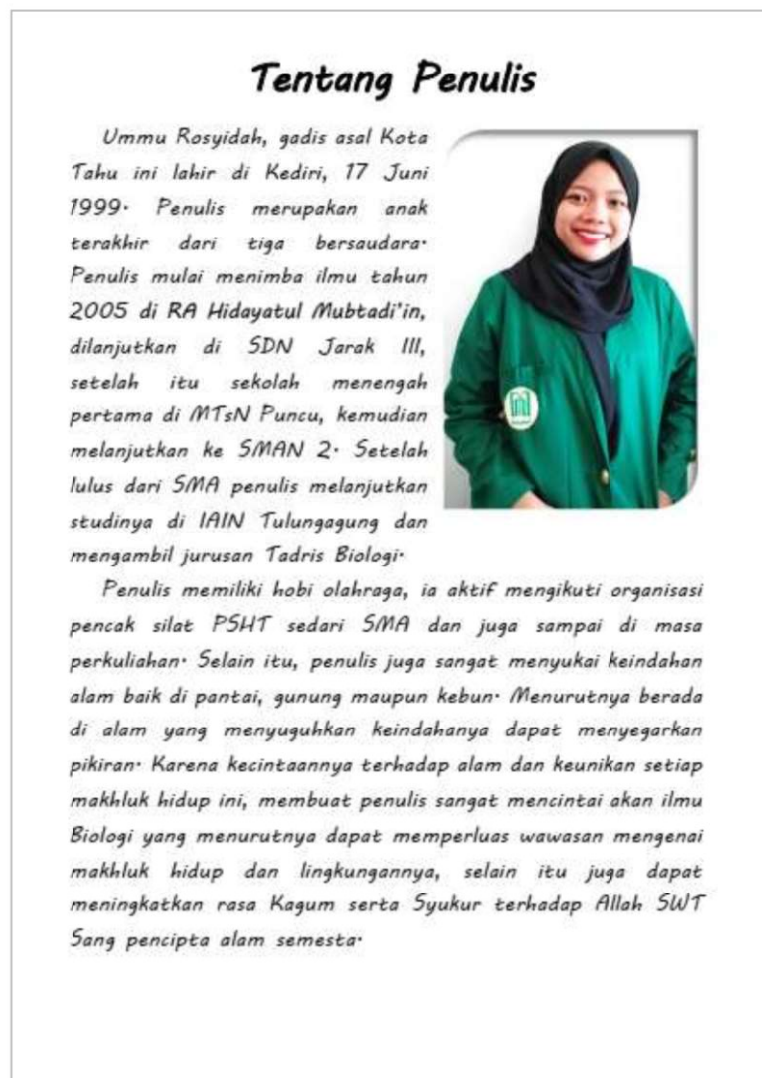 Tentang Penulis
Ummu Rosyidah, gadis asal Kota
Tahu ini lahir di Kediri, 17 Juni
1999. Penulis merupakan anak
terakhir dari tiga bersaudara.
Penulis mulai menimba ilmu tahun
2005 di RA Hidayatul Mubtadi'in,
dilanjutkan di SDN Jarak III,
setelah itu sekolah menengah
pertama di MTsN Puncu, kemudian
melanjutkan ke SMAN 2. Setelah
lulus dari SMA penulis melanjutkan
studinya di IAIN Tulungagung dan
mengambil jurusan Tadris Biologi.
Penulis memiliki hobi olahraga, ia aktif mengikuti organisasi
pencak silat PSHT sedari SMA dan juga sampai di masa
perkuliahan. Selain itu, penulis juga sangat menyukai keindahan
alam baik di pantai, gunung maupun kebun. Menurutnya berada
di alam yang menyuguhkan keindahanya dapat menyegarkan
pikiran. Karena kecintaannya terhadap alam dan keunikan setiap
makhluk hidup ini, membuat penulis sangat mencintai akan ilmu
Biologi yang menurutnya dapat memperluas wawasan mengenai
makhluk hidup dan lingkungannya, selain itu juga dapat
meningkatkan rasa Kagum serta Syukur terhadap Allah SWT
Sang pencipta alam semesta.